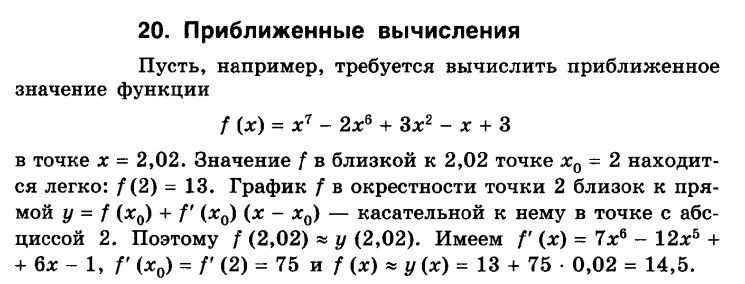 20. Приближенные вычисления
Пусть, например, требуется вычислить приближенное
значение функции
f (x) = x⁷ − 2x⁶ + 3x² − x + 3
в точке x = 2,02. Значение f в близкой к 2,02 точке x₀ = 2 находит-
ся легко: f (2) = 13. График f в окрестности точки 2 близок к пря-
мой y = f (x₀) + f′ (x₀) (x − x₀) — касательной к нему в точке с абс-
циссой 2. Поэтому f (2,02) ≈ y (2,02). Имеем f′ (x) = 7x⁶ − 12x⁵ +
+ 6x − 1, f′ (x₀) = f′ (2) = 75 и f (x) ≈ y (x) = 13 + 75 · 0,02 = 14,5.